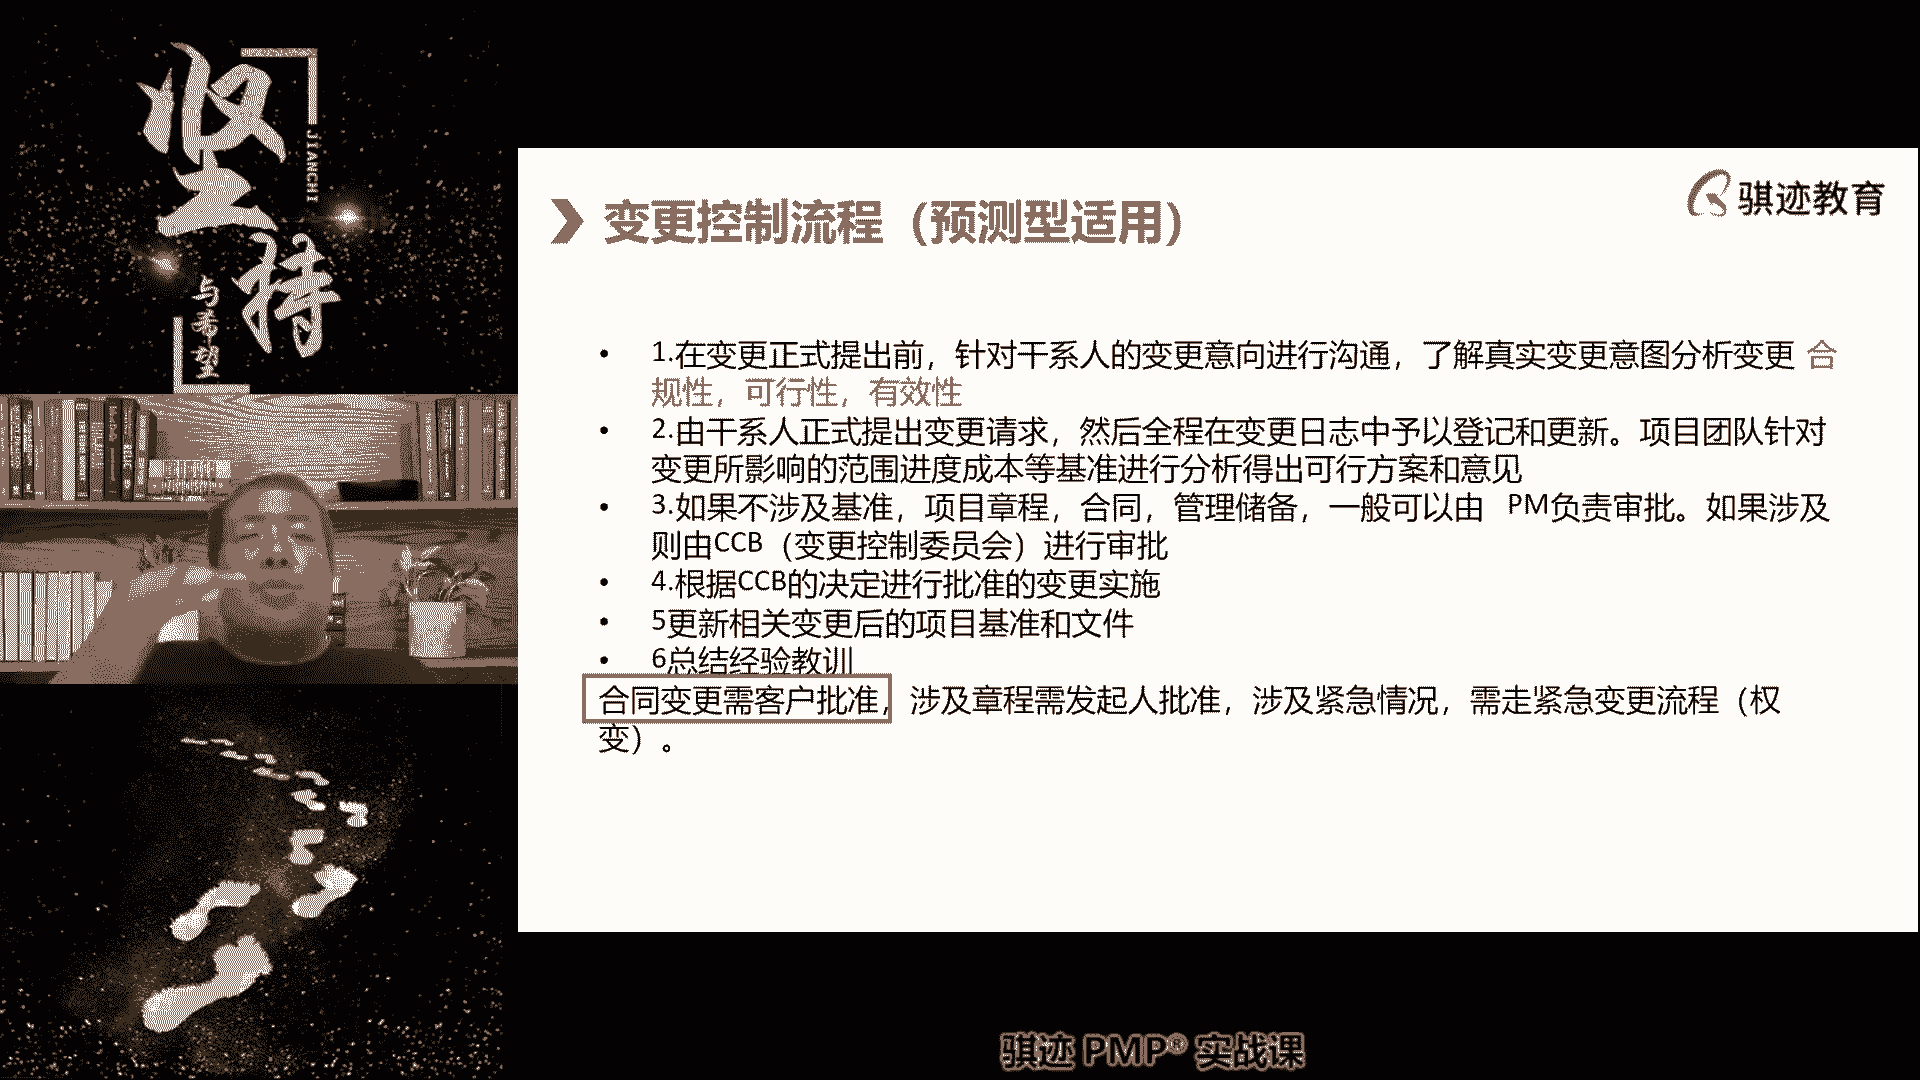 坚持
JIANCHI
与希望
骐迹教育
变更控制流程（预测型适用）
• 1.在变更正式提出前，针对干系人的变更意向进行沟通，了解真实变更意图分析变更 合
规性，可行性，有效性
• 2.由干系人正式提出变更请求，然后全程在变更日志中予以登记和更新。项目团队针对
变更所影响的范围进度成本等基准进行分析得出可行方案和意见
• 3.如果不涉及基准，项目章程，合同，管理储备，一般可以由 PM负责审批。如果涉及
则由CCB（变更控制委员会）进行审批
• 4.根据CCB的决定进行批准的变更实施
• 5更新相关变更后的项目基准和文件
• 6总结经验教训
合同变更需客户批准，涉及章程需发起人批准，涉及紧急情况，需走紧急变更流程（权
变）。
骐迹 PMP® 实战课